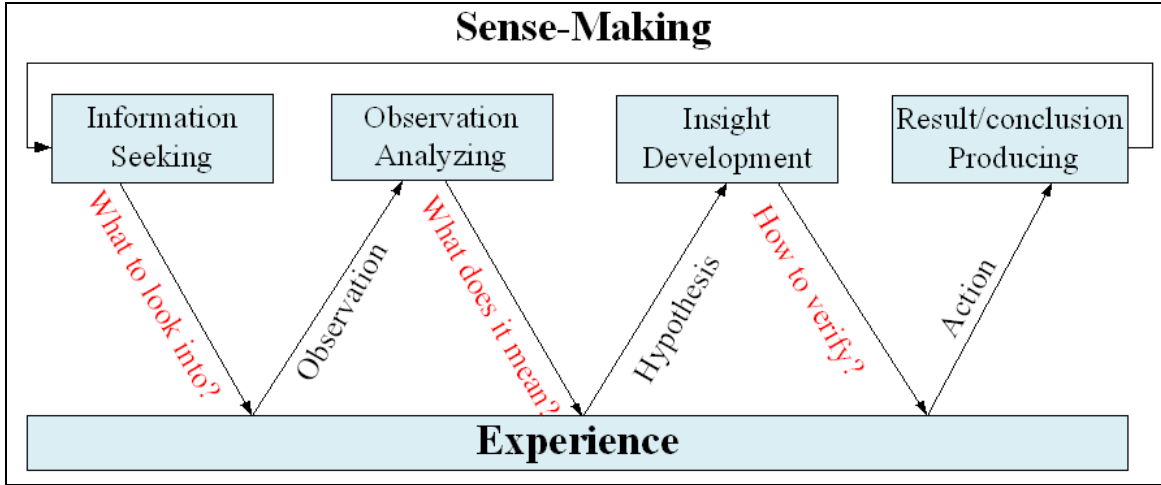 Sense-Making
Information
Seeking
Observation
Analyzing
Insight
Development
Result/conclusion
Producing
What to look into?
Observation
What does it mean?
Hypothesis
How to verify?
Action
Experience